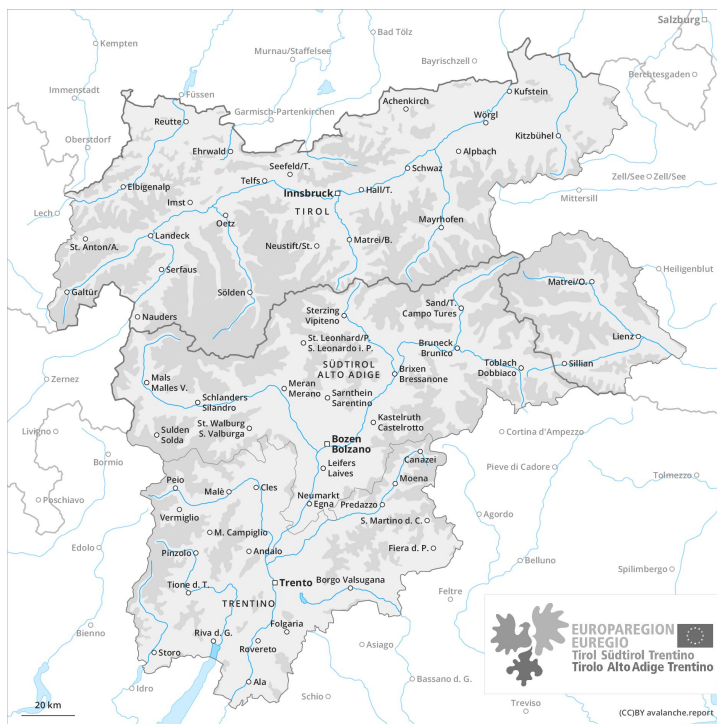 Salzburg
Kempten
Bad Tölz
Murnau/Staffelsee
Bayrischzell
Berchtesgaden
Immenstadt
Füssen
Kufstein
Achenkirch
Garmisch-Partenkirchen
Reutte
Wörgl
Oberstdorf
Kitzbühel
Ehrwald
Alpbach
Seefeld/T.
Schwaz
Zell/See
Zell/See
Telfs
Elbigenalp
Innsbruck
Hall/T.
Mittersill
Imst
TIROL
Lech
Oetz
Mayrhofen
Landeck
Matrei/B.
St. Anton/A.
Neustift/St.
Serfaus
Heiligenblut
Matrei/O.
Galtür
Sölden
Sand/T.
Campo Tures
Nauders
Sterzing
Vipiteno
Lienz
St. Leonhard/P.
S. Leonardo i. P.
Bruneck
Brunico
SÜDTIROL
ALTO ADIGE
Toblach
Dobbiaco
Sillian
Brixen
Bressanone
Zernez
Mals
Malles V.
Meran
Merano
Sarnthein
Sarentino
Schlanders
Silandro
Kastelruth
Castelrotto
St. Walburg
S. Valburga
Livigno
Sulden
Solda
Cortina d'Ampezzo
Bozen
Bolzano
Bormio
Canazei
Leifers
Laives
Pieve di Cadore
Peio
Tolmezzo
Moena
Malè
Cles
Neumarkt
Egna
Predazzo
Poschiavo
Vermiglio
Agordo
S. Martino d. C.
M. Campiglio
Edolo
Pinzolo
Andalo
Fiera d. P.
Belluno
Spilimbergo
Trento
Borgo Valsugana
Tione d. T.
Feltre
TRENTINO
Folgaria
Bienno
Riva d. G.
Rovereto
Asiago
Storo
Ala
Idro
Schio
Bassano d. G.
Treviso
EUROPAREGION
EUREGIO
Tirol Südtirol Trentino
Tirolo Alto Adige Trentino
20 km
(CC)BY avalanche.report